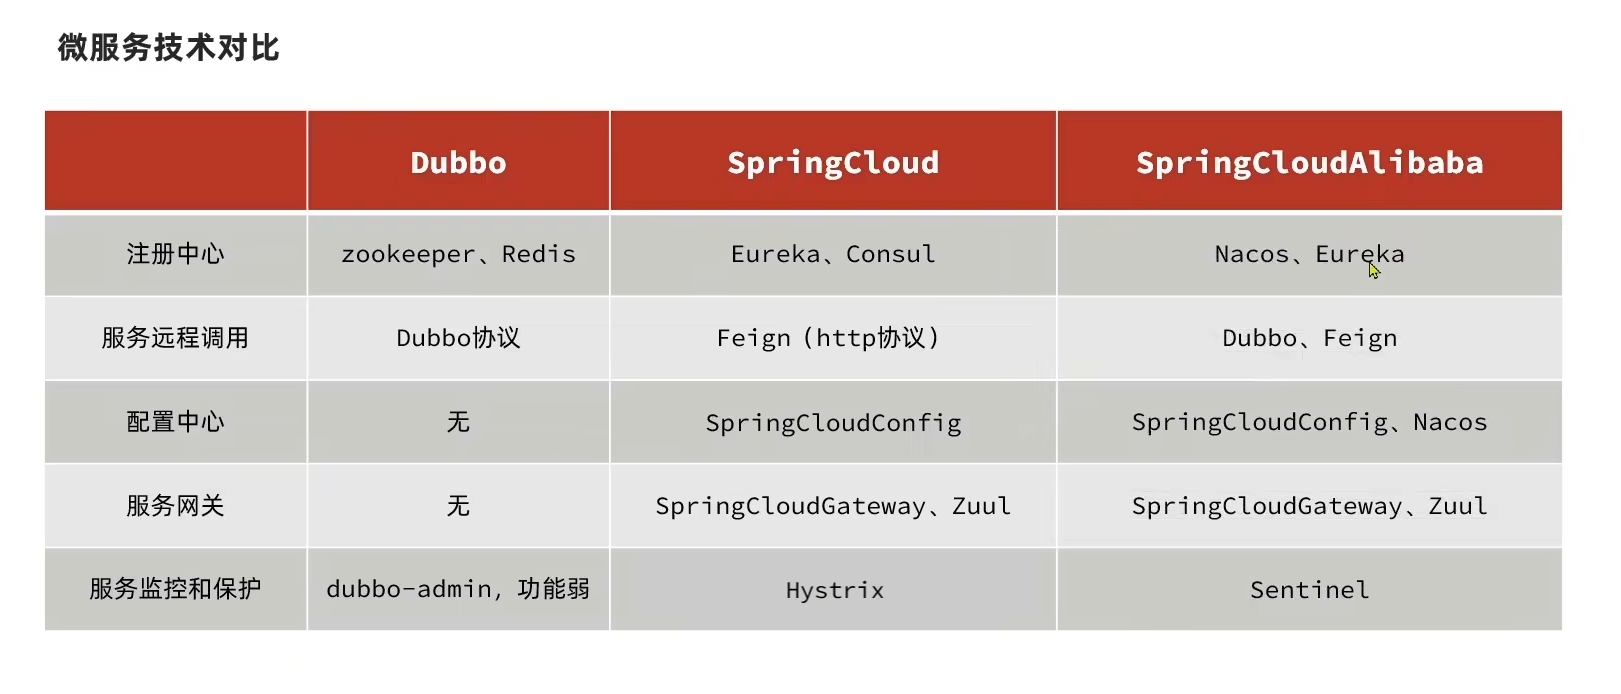 微服务技术对比
Dubbo SpringCloud SpringCloudAlibaba
注册中心 zookeeper、Redis Eureka、Consul Nacos、Eureka
服务远程调用 Dubbo协议 Feign（http协议） Dubbo、Feign
配置中心 无 SpringCloudConfig SpringCloudConfig、Nacos
服务网关 无 SpringCloudGateway、Zuul SpringCloudGateway、Zuul
服务监控和保护 dubbo-admin，功能弱 Hystrix Sentinel